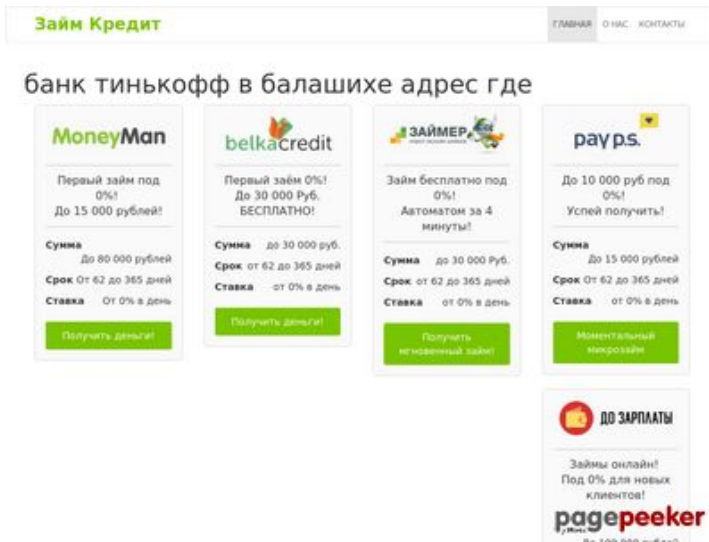 Займ Кредит
ГЛАВНАЯ О НАС КОНТАКТЫ
банк тинькофф в балашихе адрес где
MoneyMan
Первый займ под
0%!
До 15 000 рублей!
Сумма
До 80 000 рублей
Срок От 62 до 365 дней
Ставка От 0% в день
Получить деньги!
belkacredit
Первый заём 0%!
До 30 000 Руб.
БЕСПЛАТНО!
Сумма до 30 000 руб.
Срок от 62 до 365 дней
Ставка от 0% в день
Получить деньги!
ЗАЙМЕР
Займ бесплатно под
0%!
Автоматом за 4
минуты!
Сумма до 30 000 Руб.
Срок от 62 до 365 дней
Ставка от 0% в день
Получить
мгновенный займ!
pay p.s.
До 10 000 руб под
0%!
Успей получить!
Сумма
До 15 000 рублей
Срок От 62 до 365 дней
Ставка от 0% в день
Моментальный
микрозайм
ДО ЗАРПЛАТЫ
Займы онлайн!
Под 0% для новых
клиентов!
До 100 000 рублей
pagepeeker